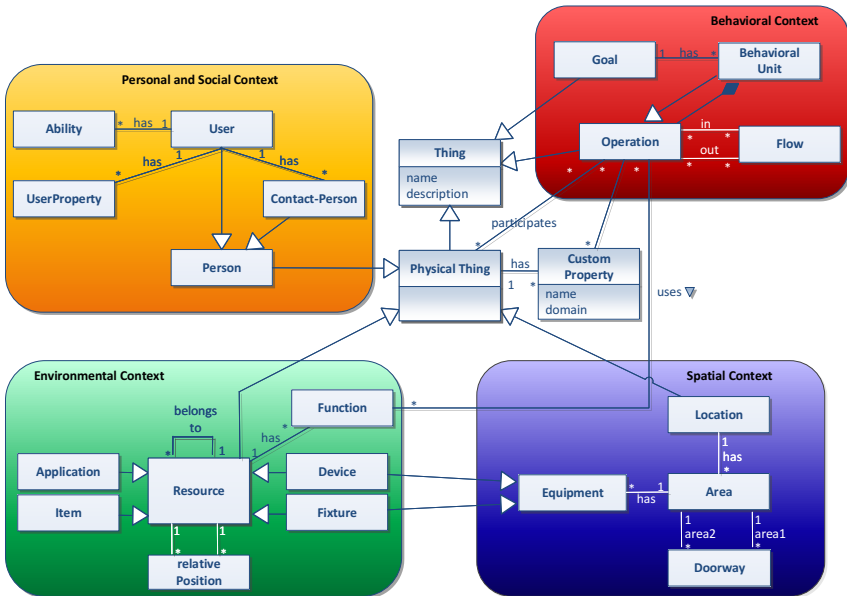 Behavioral Context
Goal
1
has
*
Behavioral
Unit
Personal and Social Context
Ability
*
has
1
User
Thing
name
description
Operation
in
*
*
out
*
*
Flow
has
1
*
1
has
*
UserProperty
Contact-Person
*
*
*
participates
*
*
Person
Physical Thing
has
1
*
Custom
Property
name
domain
uses
Environmental Context
Spatial Context
belongs
to
*
1
Function
*
has
*
1
Location
1
has
*
Application
Resource
Device
Item
Fixture
Equipment
*
1
has
Area
1
*
1
*
relative
Position
1
area2
*
1
area1
*
Doorway